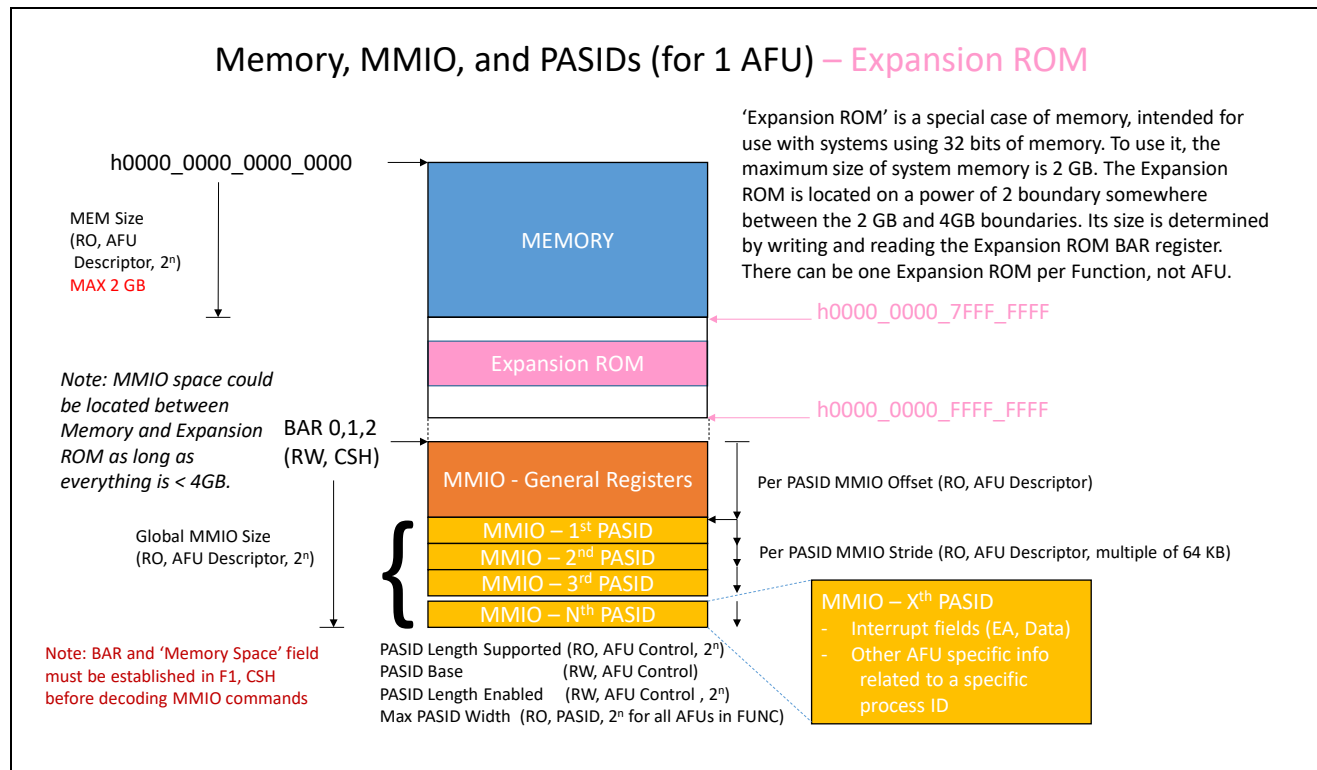 Memory, MMIO, and PASIDs (for 1 AFU) – Expansion ROM
‘Expansion ROM’ is a special case of memory, intended for
use with systems using 32 bits of memory. To use it, the
maximum size of system memory is 2 GB. The Expansion
ROM is located on a power of 2 boundary somewhere
between the 2 GB and 4GB boundaries. Its size is determined
by writing and reading the Expansion ROM BAR register.
There can be one Expansion ROM per Function, not AFU.
h0000_0000_0000_0000
MEM Size
(RO, AFU
Descriptor, 2ⁿ)
MAX 2 GB
MEMORY
h0000_0000_7FFF_FFFF
Expansion ROM
h0000_0000_FFFF_FFFF
Note: MMIO space could
be located between
Memory and Expansion
ROM as long as
everything is < 4GB.
BAR 0,1,2
(RW, CSH)
MMIO - General Registers
Per PASID MMIO Offset (RO, AFU Descriptor)
Global MMIO Size
(RO, AFU Descriptor, 2ⁿ)
{
MMIO – 1st PASID
MMIO – 2nd PASID
MMIO – 3rd PASID
MMIO – Nth PASID
Per PASID MMIO Stride (RO, AFU Descriptor, multiple of 64 KB)
MMIO – Xth PASID
- Interrupt fields (EA, Data)
- Other AFU specific info
related to a specific
process ID
Note: BAR and ‘Memory Space’ field
must be established in F1, CSH
before decoding MMIO commands
PASID Length Supported (RO, AFU Control, 2ⁿ)
PASID Base (RW, AFU Control)
PASID Length Enabled (RW, AFU Control , 2ⁿ)
Max PASID Width (RO, PASID, 2ⁿ for all AFUs in FUNC)